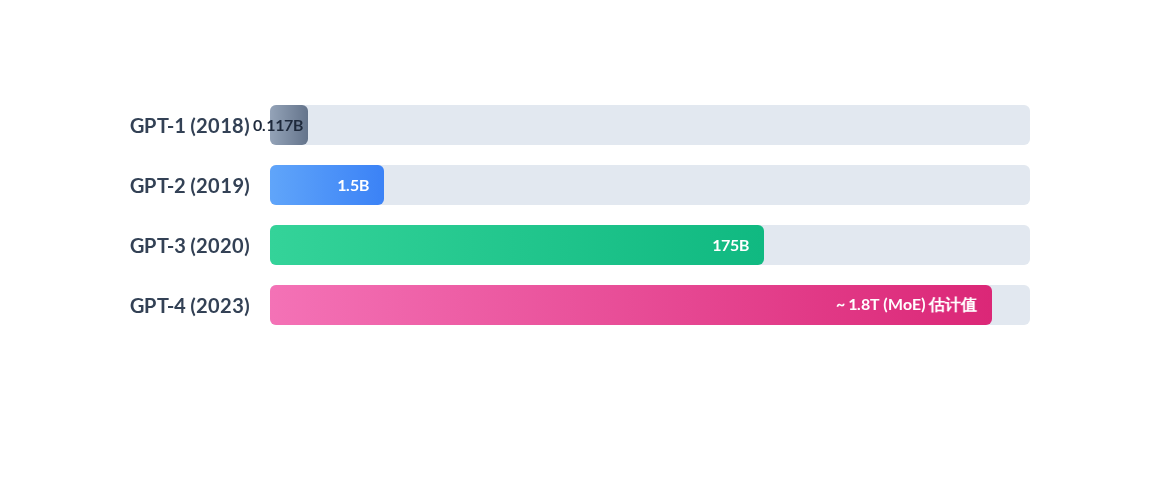 GPT-1 (2018) 0.117B
GPT-2 (2019) 1.5B
GPT-3 (2020) 175B
GPT-4 (2023) ~ 1.8T (MoE) 估计值